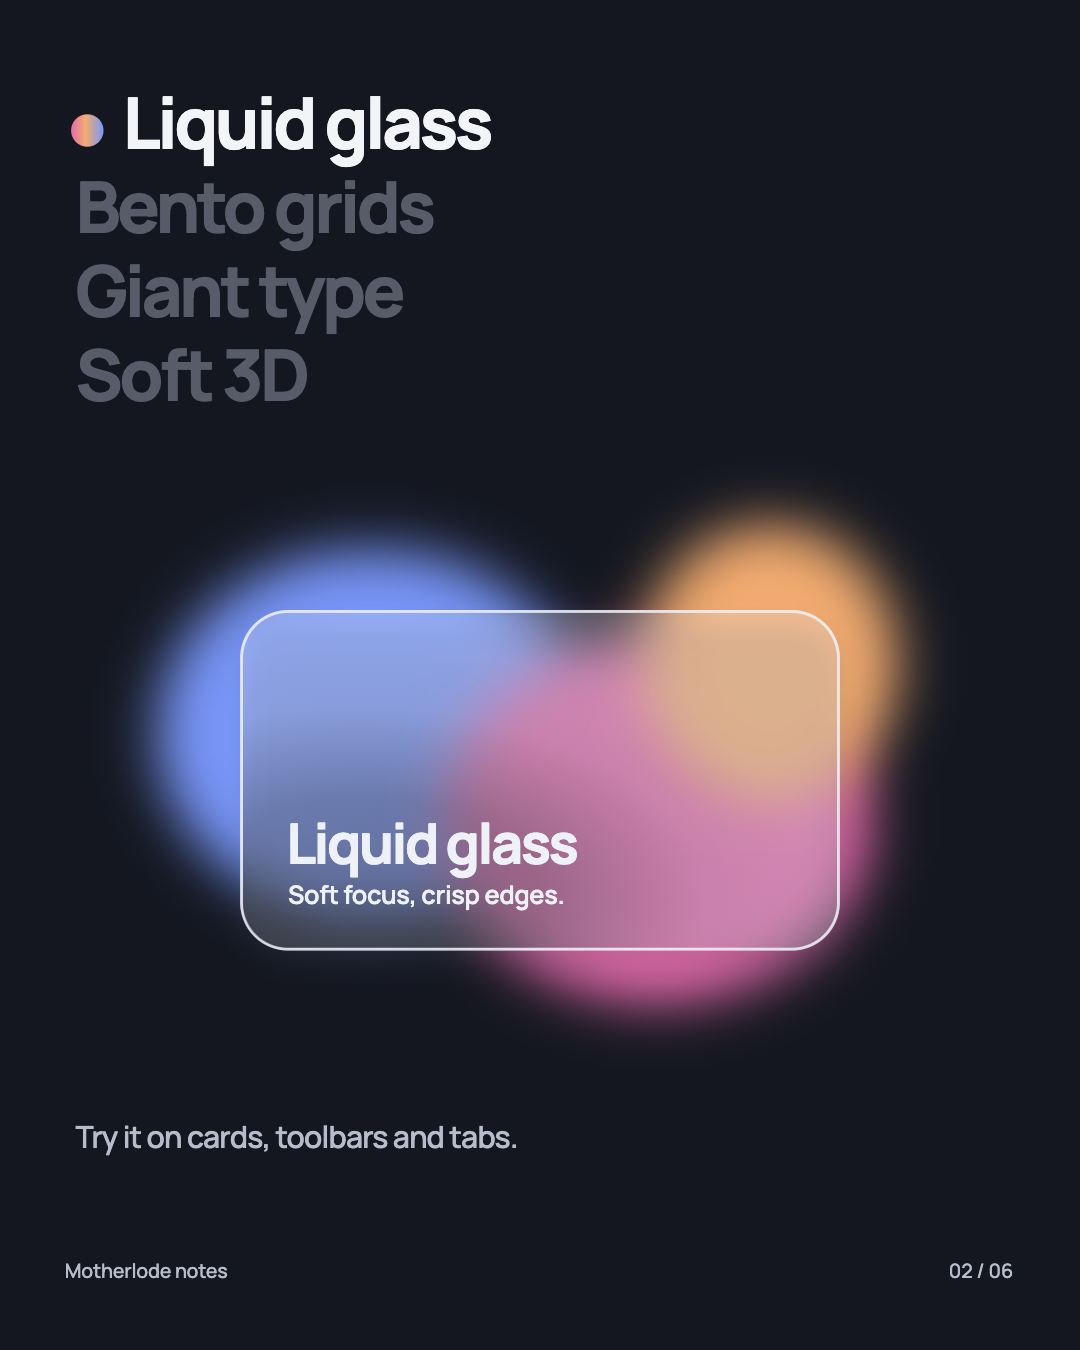 Liquid glass
Bento grids
Giant type
Soft 3D
Liquid glass
Soft focus, crisp edges.
Try it on cards, toolbars and tabs.
Motherlode notes
02 / 06